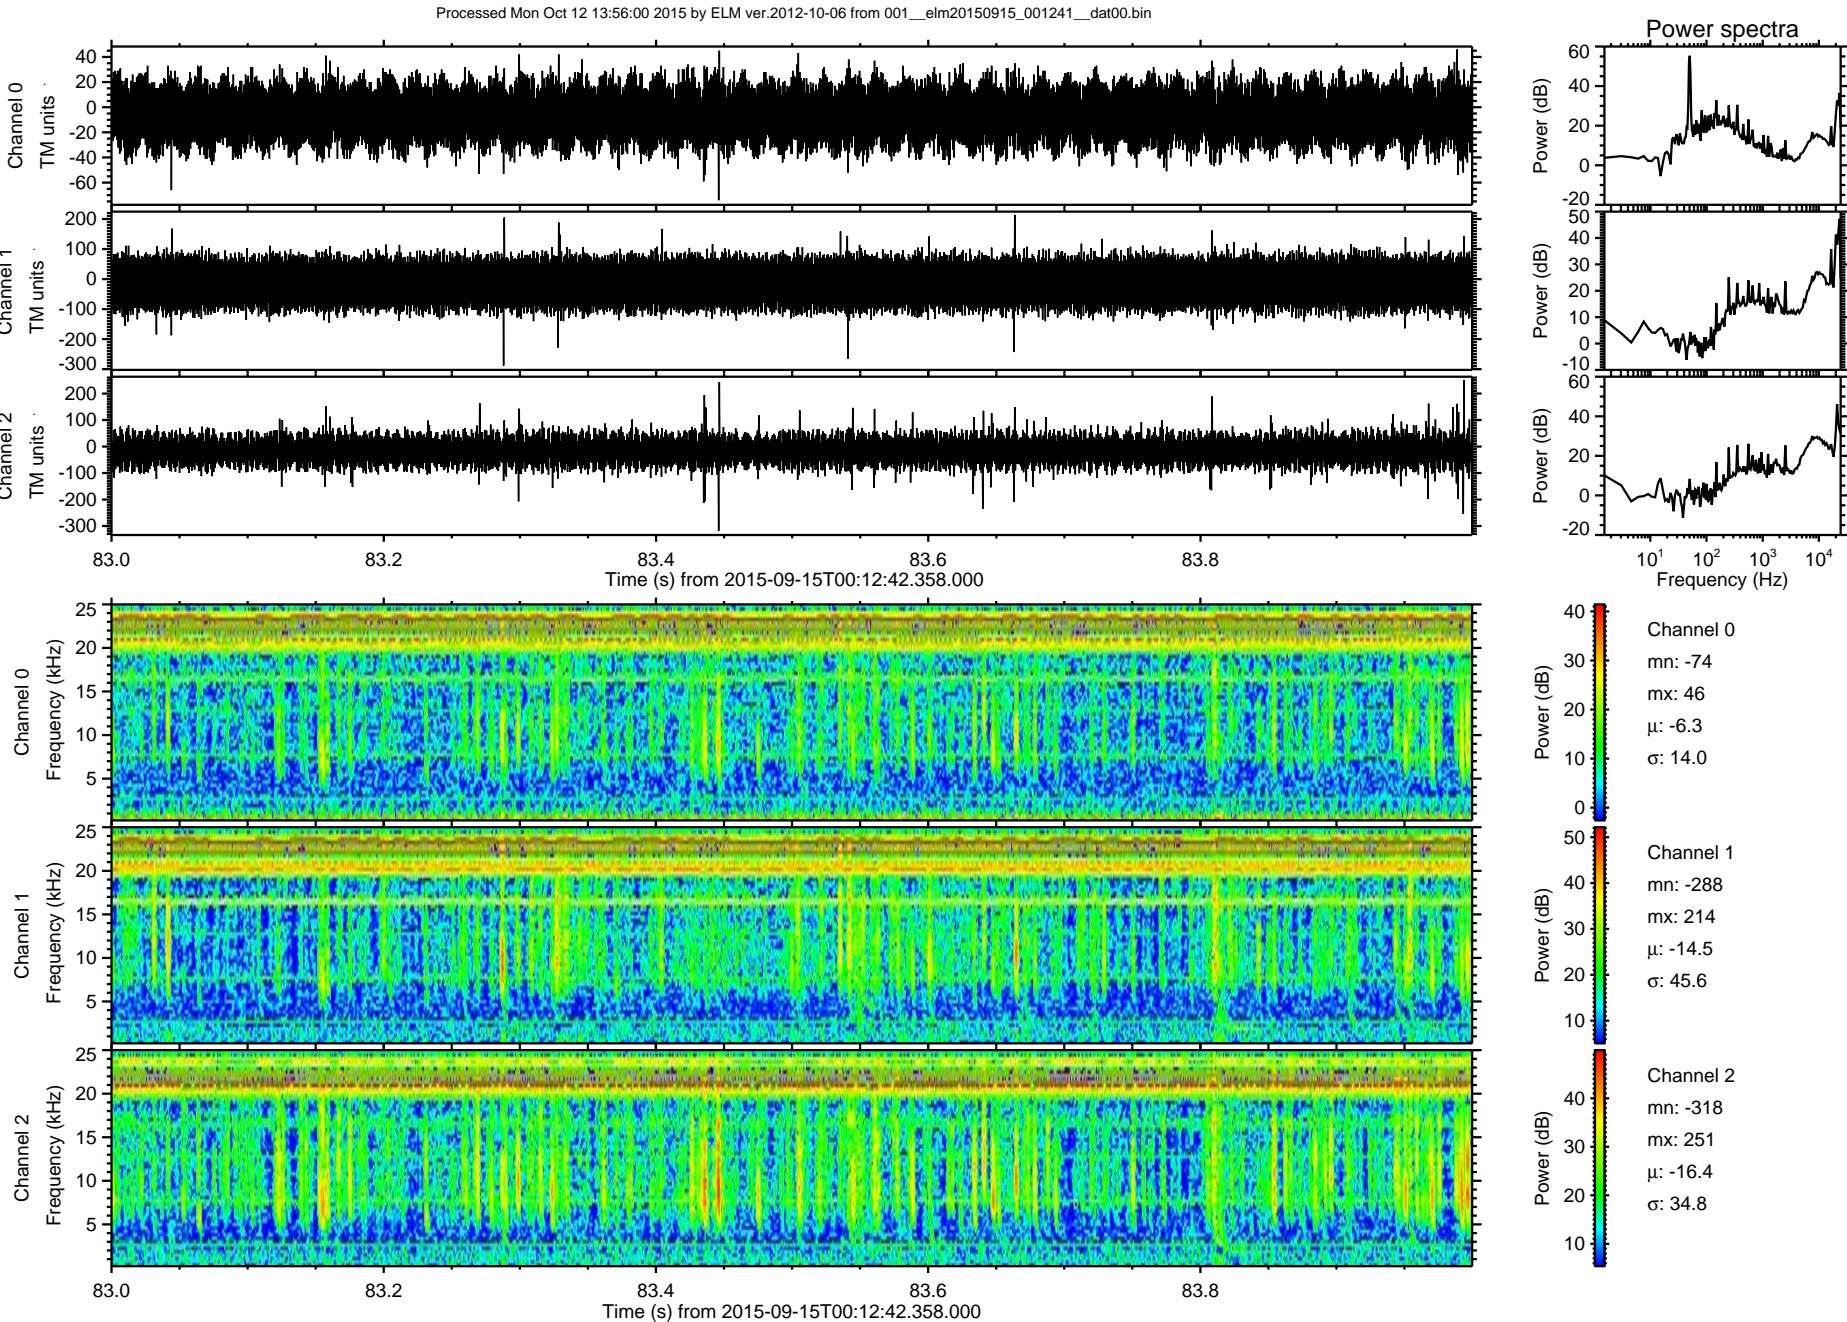 Processed Mon Oct 12 13:56:00 2015 by ELM ver.2012-10-06 from 001__elm20150915_001241__dat00.bin
Power spectra
Channel 0
TM units
40
20
0
-20
-40
-60
Power (dB)
60
40
20
0
-20
Channel 1
TM units
200
100
0
-100
-200
-300
Power (dB)
50
40
30
20
10
0
-10
Channel 2
TM units
200
100
0
-100
-200
-300
Power (dB)
60
40
20
0
-20
83.0 83.2 83.4 83.6 83.8
Time (s) from 2015-09-15T00:12:42.358.000
10^1 10^2 10^3 10^4
Frequency (Hz)
Channel 0
Frequency (kHz)
25
20
15
10
5
Power (dB)
40
30
20
10
0
Channel 0
mn: -74
mx: 46
μ: -6.3
σ: 14.0
Channel 1
Frequency (kHz)
25
20
15
10
5
Power (dB)
50
40
30
20
10
Channel 1
mn: -288
mx: 214
μ: -14.5
σ: 45.6
Channel 2
Frequency (kHz)
25
20
15
10
5
Power (dB)
40
30
20
10
Channel 2
mn: -318
mx: 251
μ: -16.4
σ: 34.8
83.0 83.2 83.4 83.6 83.8
Time (s) from 2015-09-15T00:12:42.358.000